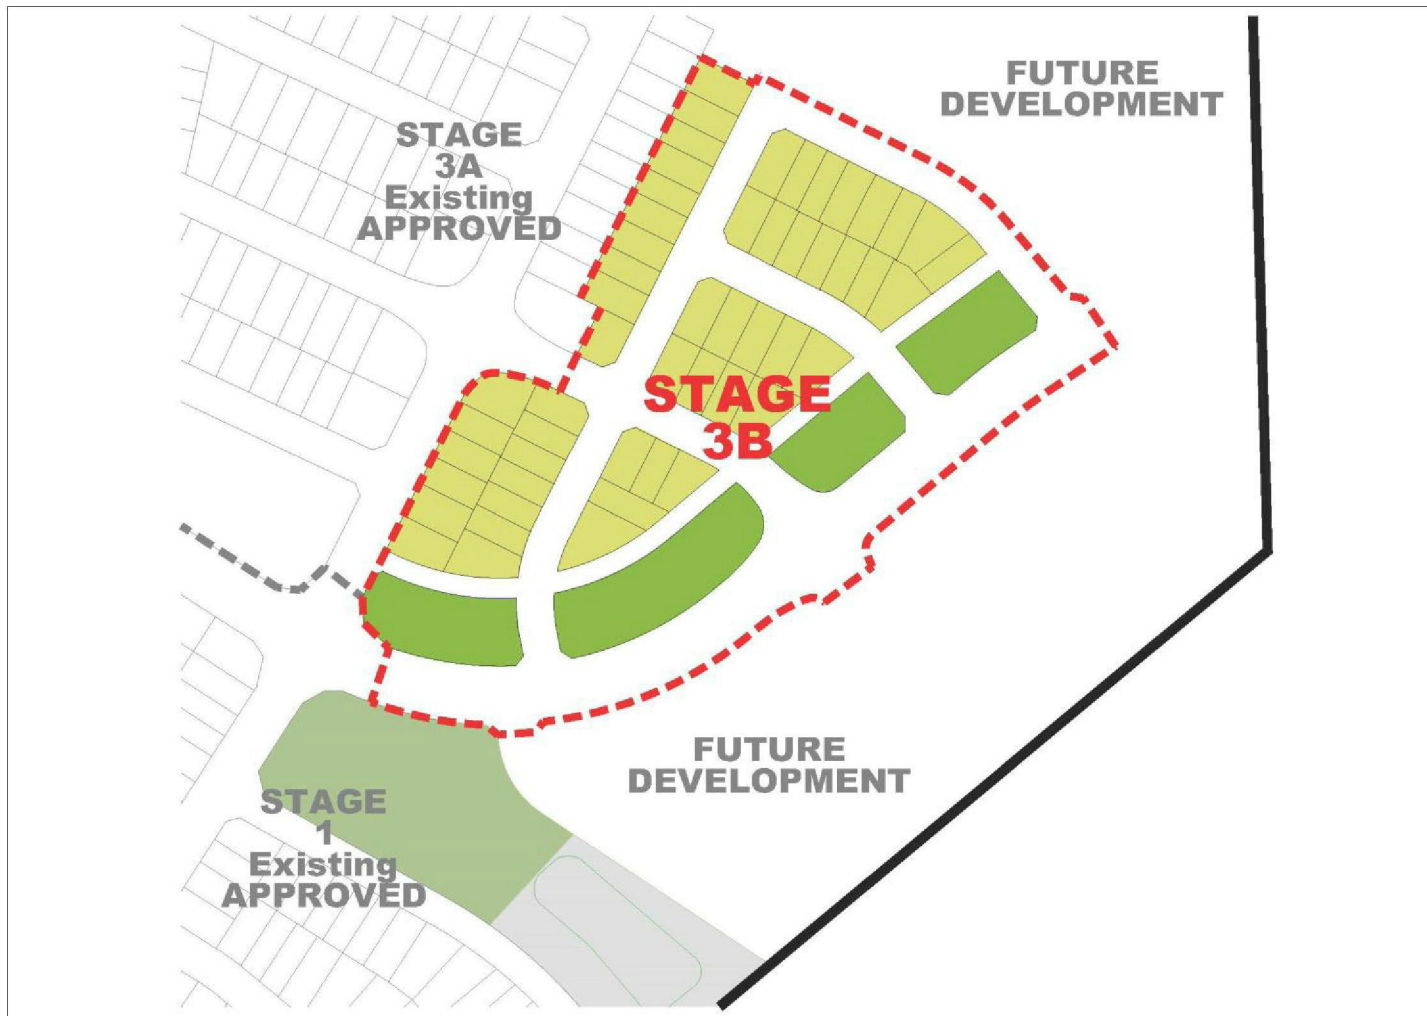 FUTURE
DEVELOPMENT
STAGE
3A
Existing
APPROVED
STAGE
3B
FUTURE
DEVELOPMENT
STAGE
1
Existing
APPROVED